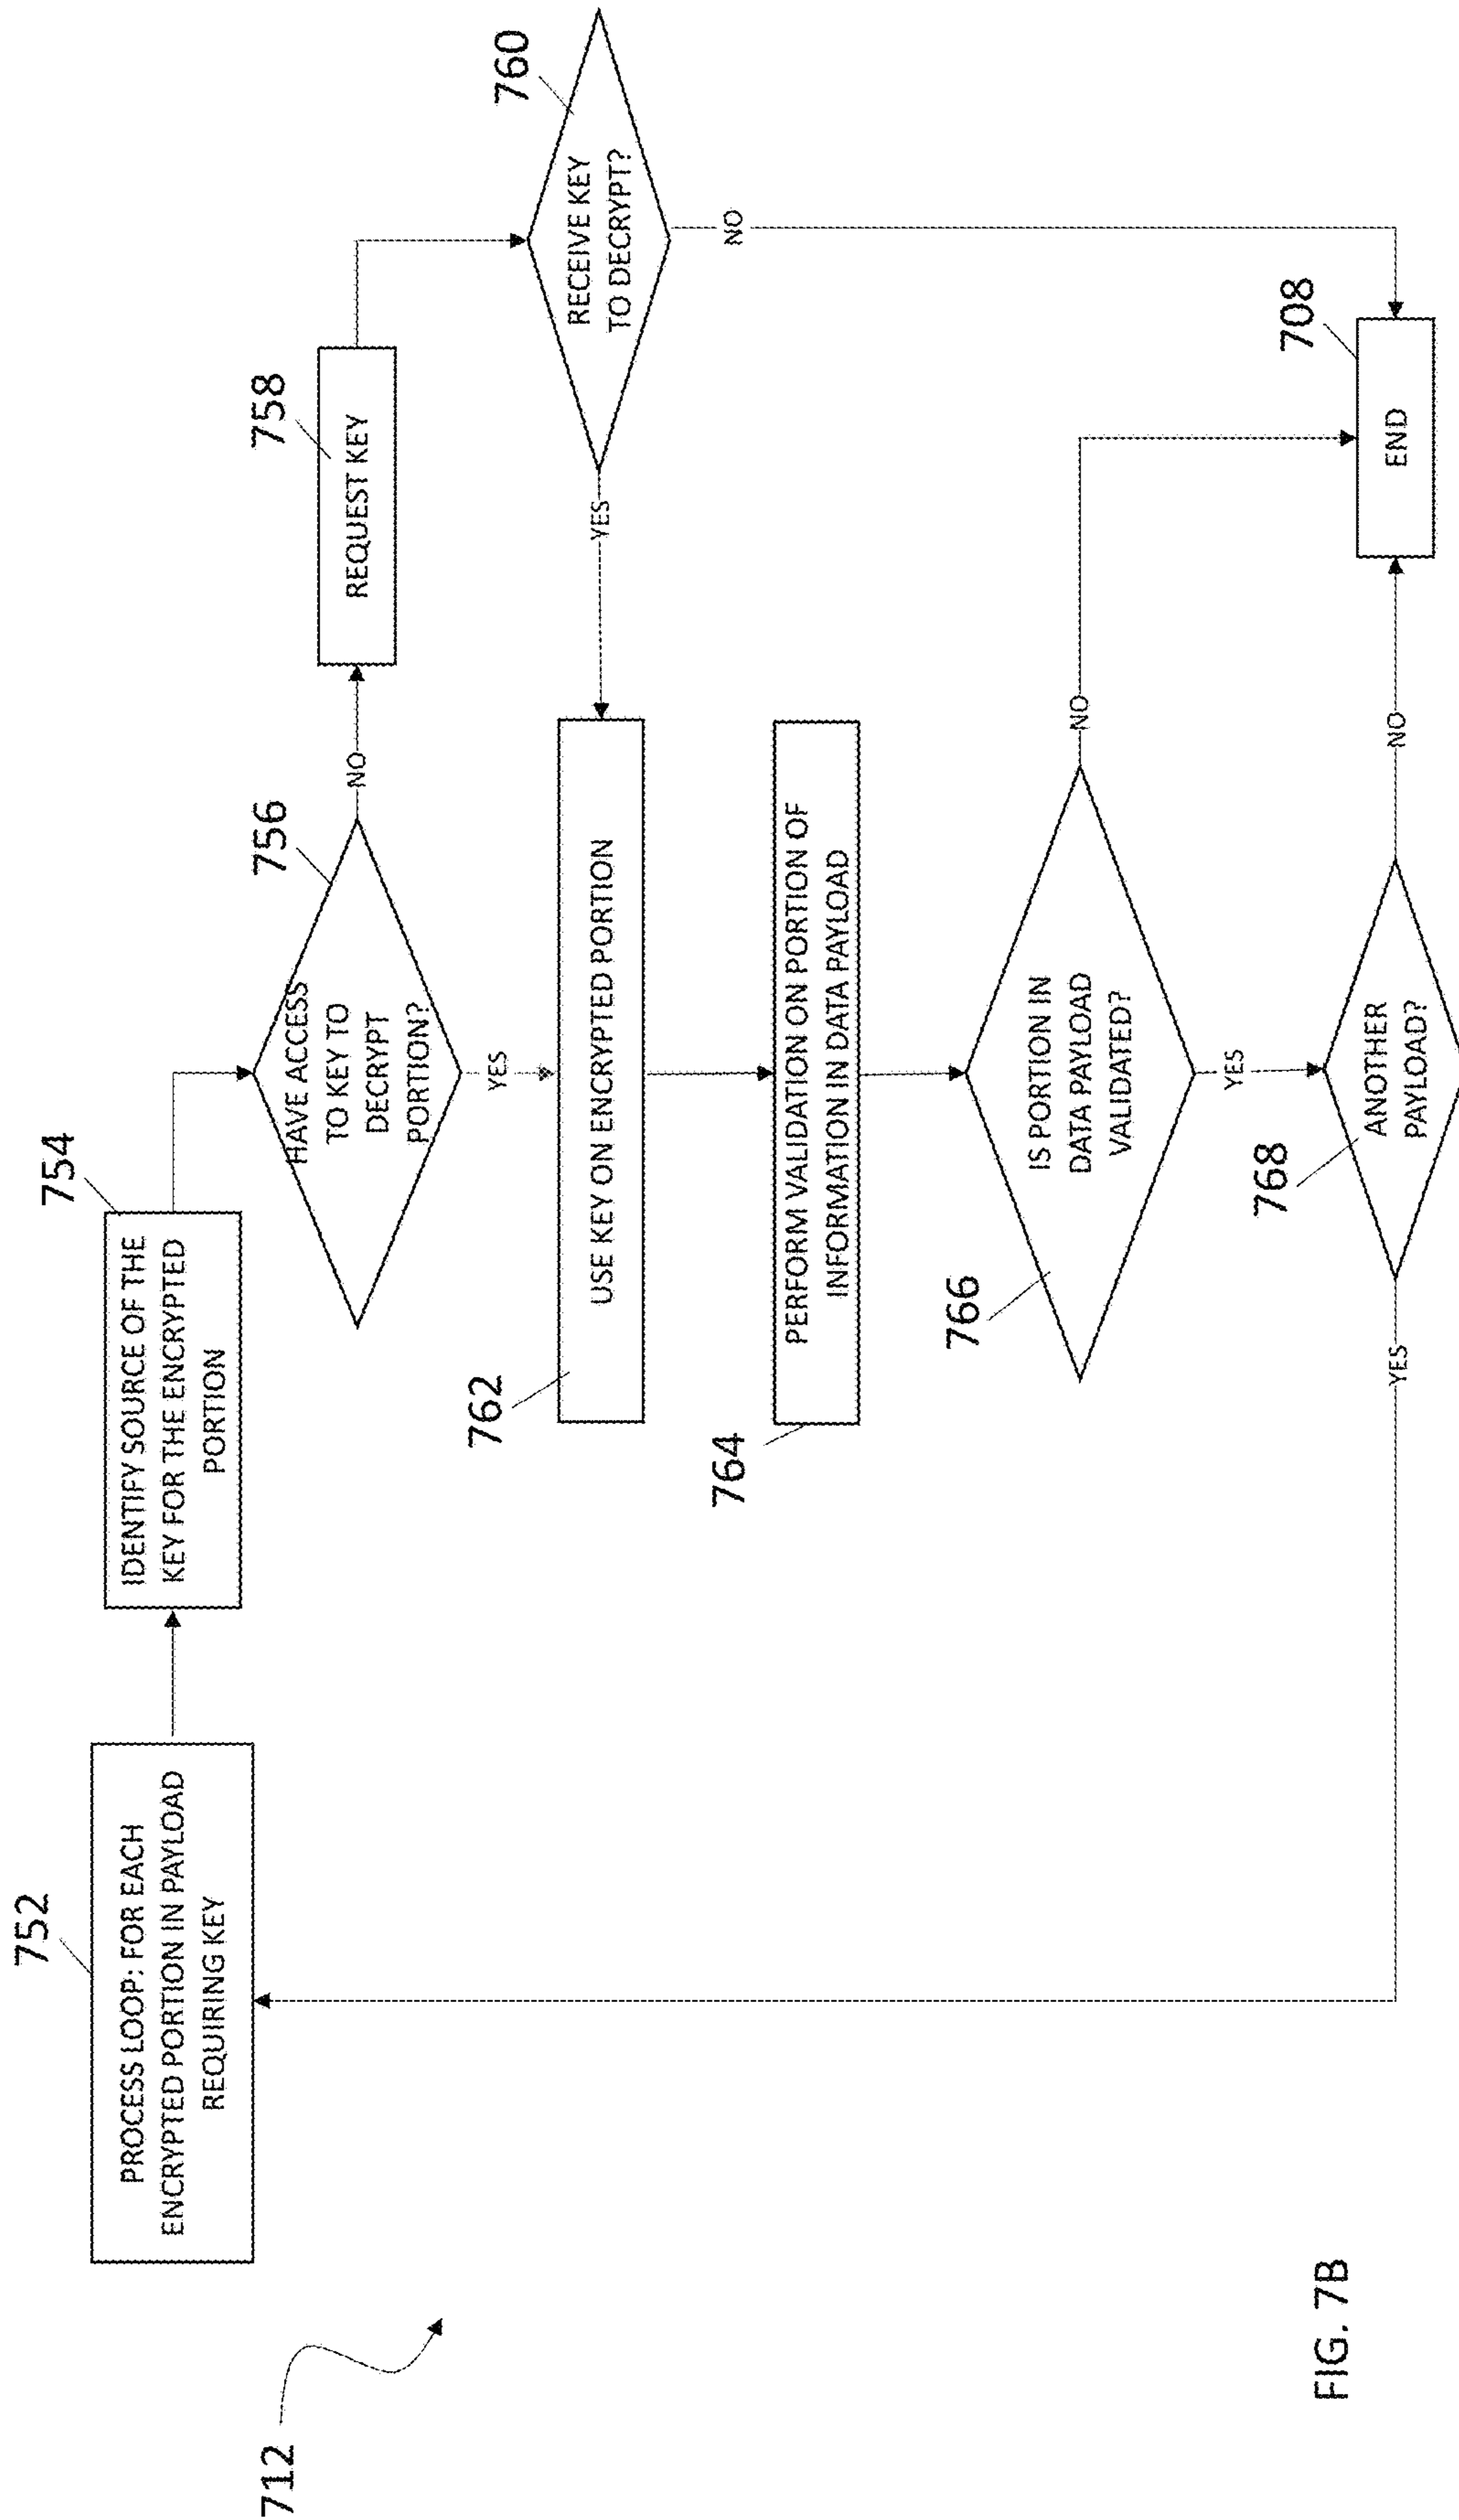 712
752
PROCESS LOOP: FOR EACH
ENCRYPTED PORTION IN PAYLOAD
REQUIRING KEY
754
IDENTIFY SOURCE OF THE
KEY FOR THE ENCRYPTED
PORTION
756
HAVE ACCESS
TO KEY TO
DECRYPT
PORTION?
NO
758
REQUEST KEY
760
RECEIVE KEY
TO DECRYPT?
NO
YES
YES
762
USE KEY ON ENCRYPTED PORTION
764
PERFORM VALIDATION ON PORTION OF
INFORMATION IN DATA PAYLOAD
766
IS PORTION IN
DATA PAYLOAD
VALIDATED?
NO
YES
768
ANOTHER
PAYLOAD?
YES
NO
708
END
FIG. 7B